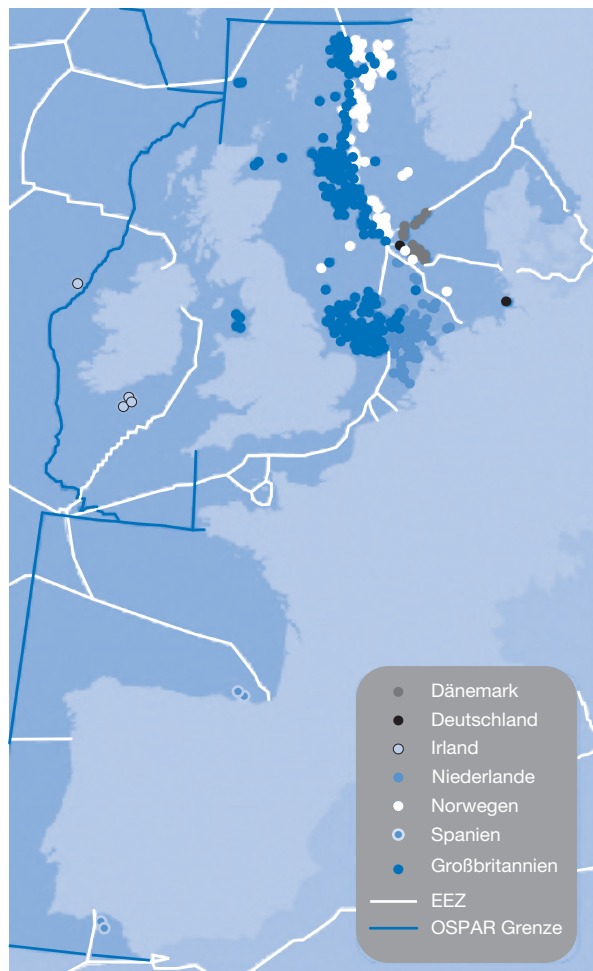 Dänemark
Deutschland
Irland
Niederlande
Norwegen
Spanien
Großbritannien
EEZ
OSPAR Grenze